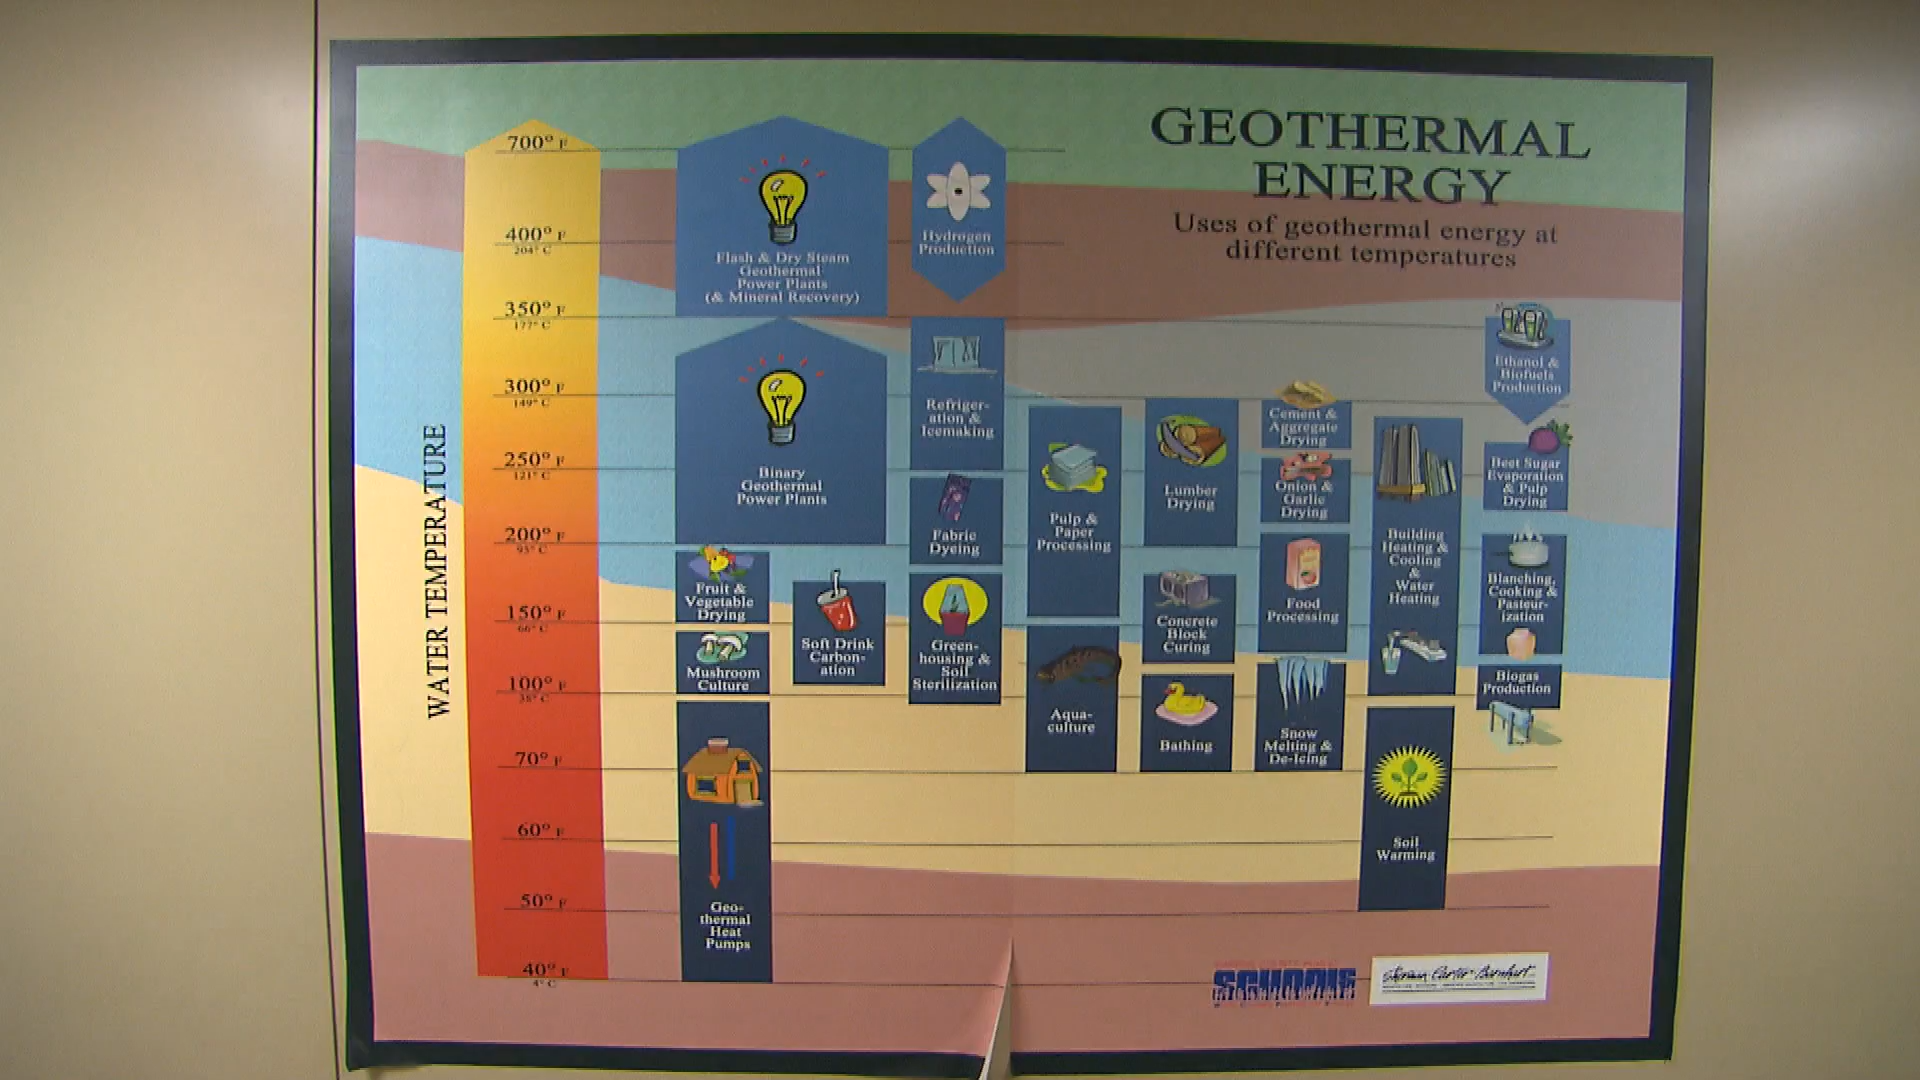 GEOTHERMAL
ENERGY
Uses of geothermal energy at
different temperatures
WATER TEMPERATURE
700° F
400° F
204° C
350° F
177° C
300° F
149° C
250° F
121° C
200° F
93° C
150° F
66° C
100° F
38° C
70° F
60° F
50° F
40° F
4° C
Flash & Dry Steam
Geothermal
Power Plants
(& Mineral Recovery)
Hydrogen
Production
Binary
Geothermal
Power Plants
Refriger-
ation &
Icemaking
Fabric
Dyeing
Green-
housing &
Soil
Sterilization
Fruit &
Vegetable
Drying
Mushroom
Culture
Soft Drink
Carbon-
ation
Geo-
thermal
Heat
Pumps
Pulp &
Paper
Processing
Aqua-
culture
Lumber
Drying
Concrete
Block
Curing
Bathing
Cement &
Aggregate
Drying
Onion &
Garlic
Drying
Food
Processing
Snow
Melting &
De-Icing
Building
Heating &
Cooling
&
Water
Heating
Soil
Warming
Ethanol &
Biofuels
Production
Beet Sugar
Evaporation
& Pulp
Drying
Blanching,
Cooking &
Pasteur-
ization
Biogas
Production
SCHOOLS
Sherman Carter Barnhart